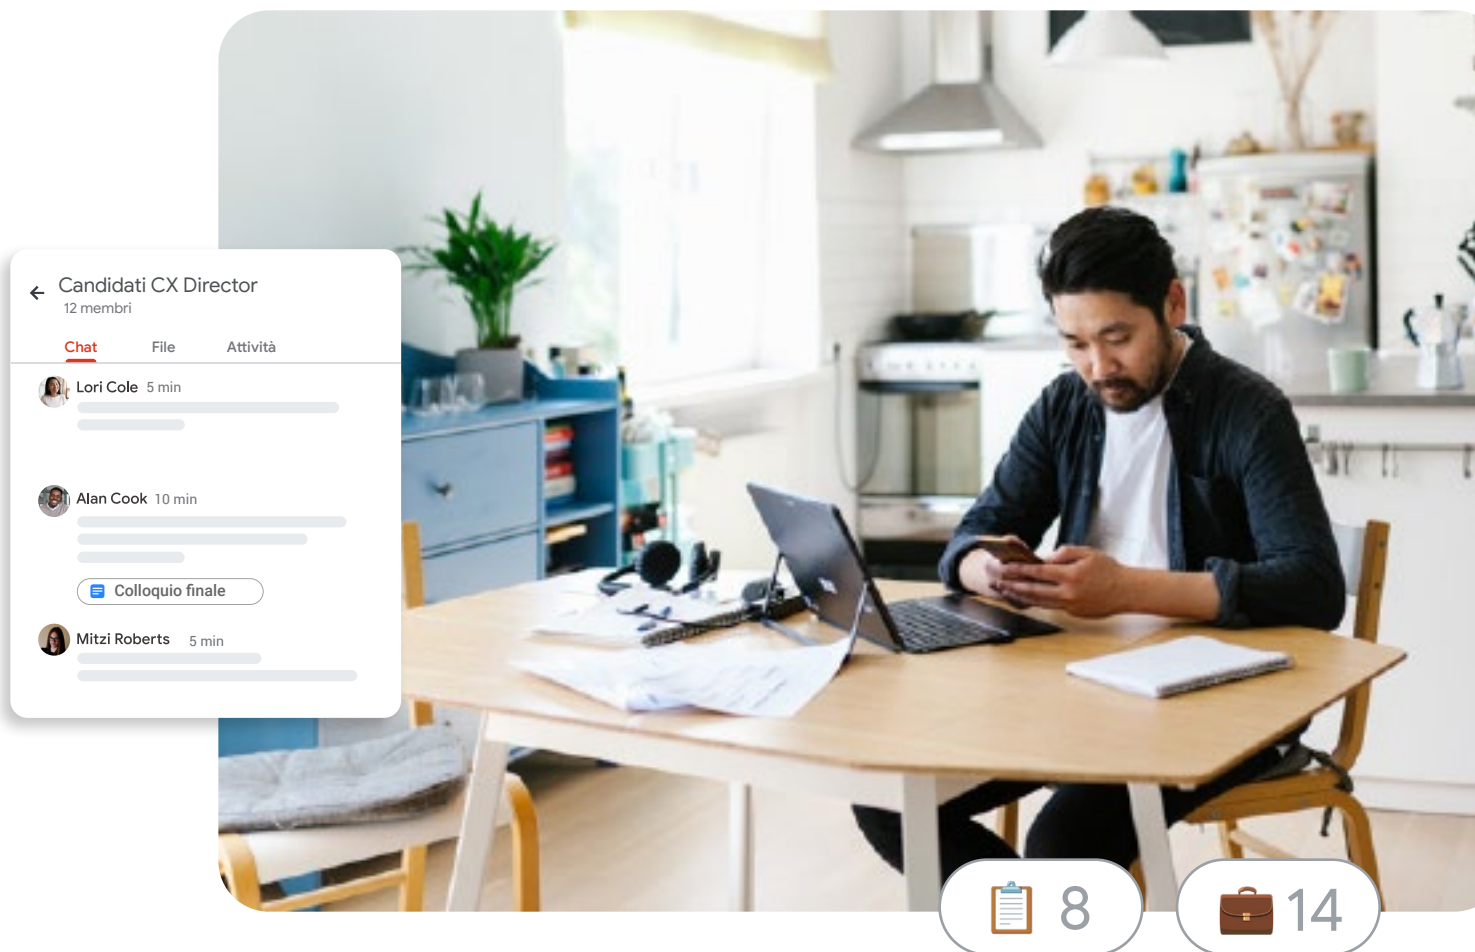 Candidati CX Director
12 membri
Chat File Attività
Lori Cole 5 min
Alan Cook 10 min
Colloquio finale
Mitzi Roberts 5 min
8 14